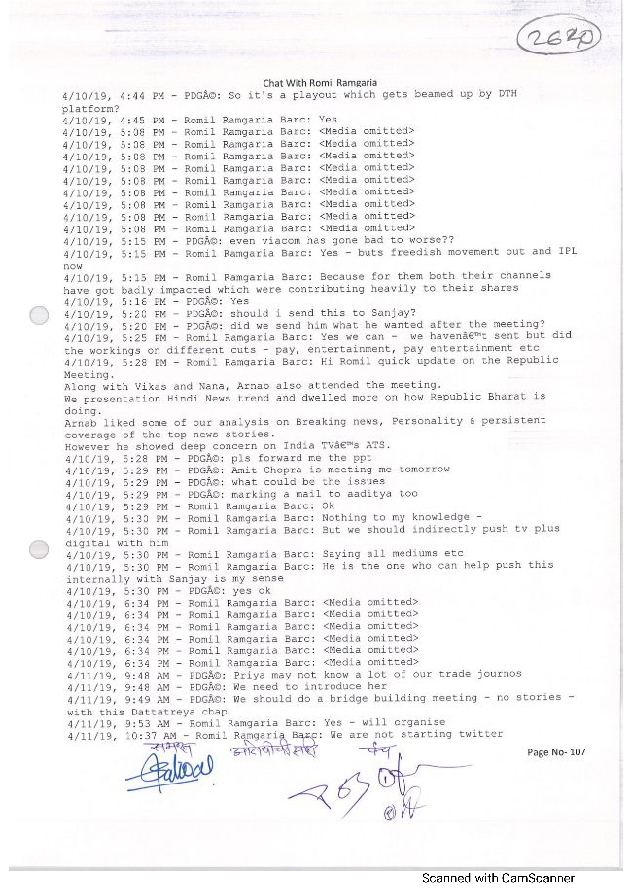 2620
Chat With Romi Ramgaria
4/10/19, 4:44 PM - PDGÂ©: So it's a playout which gets beamed up by DTH
platform?
4/10/19, 4:45 PM - Romil Ramgaria Barc: Yes
4/10/19, 5:08 PM - Romil Ramgaria Barc: <Media omitted>
4/10/19, 5:08 PM - Romil Ramgaria Barc: <Media omitted>
4/10/19, 5:08 PM - Romil Ramgaria Barc: <Media omitted>
4/10/19, 5:08 PM - Romil Ramgaria Barc: <Media omitted>
4/10/19, 5:08 PM - Romil Ramgaria Barc: <Media omitted>
4/10/19, 5:08 PM - Romil Ramgaria Barc: <Media omitted>
4/10/19, 5:08 PM - Romil Ramgaria Barc: <Media omitted>
4/10/19, 5:08 PM - Romil Ramgaria Barc: <Media omitted>
4/10/19, 5:08 PM - Romil Ramgaria Barc: <Media omitted>
4/10/19, 5:15 PM - PDGÂ©: even viacom has gone bad to worse??
4/10/19, 5:15 PM - Romil Ramgaria Barc: Yes - buts freedish movement out and IPL
now
4/10/19, 5:15 PM - Romil Ramgaria Barc: Because for them both their channels
have got badly impacted which were contributing heavily to their shares
4/10/19, 5:16 PM - PDGÂ©: Yes
4/10/19, 5:20 PM - PDGÂ©: should i send this to Sanjay?
4/10/19, 5:20 PM - PDGÂ©: did we send him what he wanted after the meeting?
4/10/19, 5:25 PM - Romil Ramgaria Barc: Yes we can - we havenâ€™t sent but did
the workings or different cuts - pay, entertainment, pay entertainment etc
4/10/19, 5:28 PM - Romil Ramgaria Barc: Hi Romil quick update on the Republic
Meeting.
Along with Vikas and Nana, Arnao also attended the meeting.
We presentation Hindi News trend and dwelled more on how Republic Bharat is
doing.
Arnab liked some of our analysis on Breaking news, Personality & persistent
coverage of the top news stories.
However he showed deep concern on India TVâ€™s ATS.
4/10/19, 5:28 PM - PDGÂ©: pls forward me the ppt
4/10/19, 5:29 PM - PDGÂ©: Amit Chopra is meeting me tomorrow
4/10/19, 5:29 PM - PDGÂ©: what could be the issues
4/10/19, 5:29 PM - PDGÂ©: marking a mail to aaditya too
4/10/19, 5:29 PM - Romil Ramgaria Barc: Ok
4/10/19, 5:30 PM - Romil Ramgaria Barc: Nothing to my knowledge -
4/10/19, 5:30 PM - Romil Ramgaria Barc: But we should indirectly push tv plus
digital with him
4/10/19, 5:30 PM - Romil Ramgaria Barc: Saying all mediums etc
4/10/19, 5:30 PM - Romil Ramgaria Barc: He is the one who can help push this
internally with Sanjay is my sense
4/10/19, 5:30 PM - PDGÂ©: yes ok
4/10/19, 6:34 PM - Romil Ramgaria Barc: <Media omitted>
4/10/19, 6:34 PM - Romil Ramgaria Barc: <Media omitted>
4/10/19, 6:34 PM - Romil Ramgaria Barc: <Media omitted>
4/10/19, 6:34 PM - Romil Ramgaria Barc: <Media omitted>
4/10/19, 6:34 PM - Romil Ramgaria Barc: <Media omitted>
4/10/19, 6:34 PM - Romil Ramgaria Barc: <Media omitted>
4/11/19, 9:48 AM - PDGÂ©: Priya may not know a lot of our trade journos
4/11/19, 9:48 AM - PDGÂ©: We need to introduce her
4/11/19, 9:49 AM - PDGÂ©: We should do a bridge building meeting - no stories -
with this Dattatreya chap
4/11/19, 9:53 AM - Romil Ramgaria Barc: Yes - will organise
4/11/19, 10:37 AM - Romil Ramgaria Barc: We are not starting twitter
समक्ष पंच
Page No- 107
Scanned with CamScanner